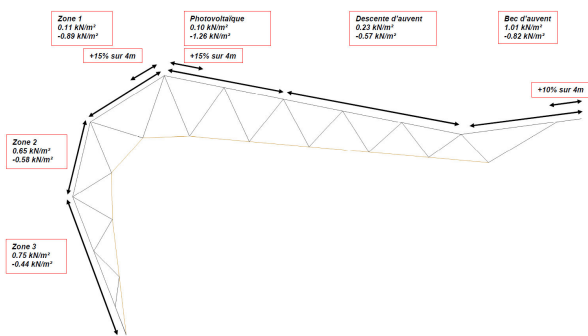 Zone 1
0.11 kN/m²
-0.89 kN/m²
Photovoltaïque
0.10 kN/m²
-1.26 kN/m²
Descente d'auvent
0.23 kN/m²
-0.57 kN/m²
Bec d'auvent
1.01 kN/m²
-0.82 kN/m²
+15% sur 4m
+15% sur 4m
+10% sur 4m
Zone 2
0.65 kN/m²
-0.58 kN/m²
Zone 3
0.75 kN/m²
-0.44 kN/m²